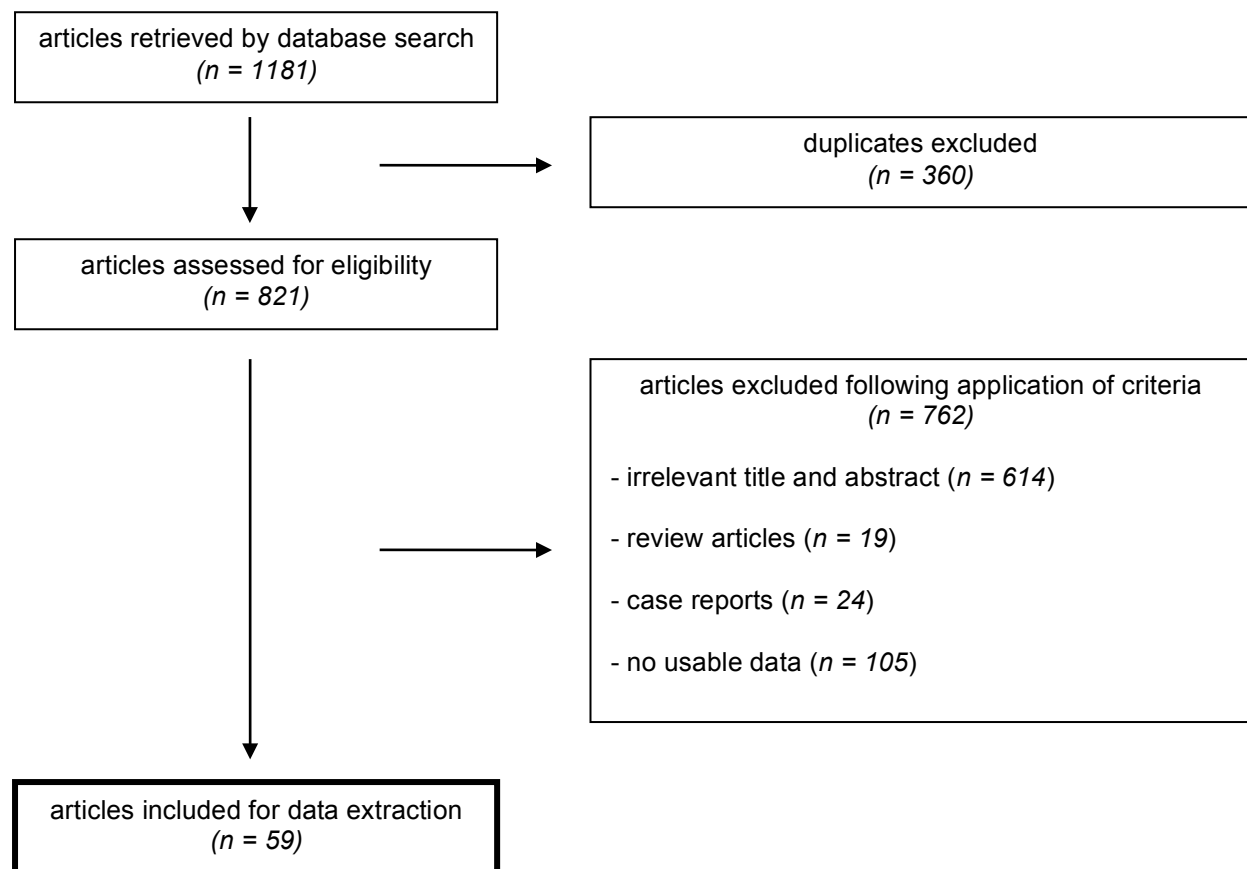 articles retrieved by database search
(n = 1181)
duplicates excluded
(n = 360)
articles assessed for eligibility
(n = 821)
articles excluded following application of criteria
(n = 762)
- irrelevant title and abstract (n = 614)
- review articles (n = 19)
- case reports (n = 24)
- no usable data (n = 105)
articles included for data extraction
(n = 59)